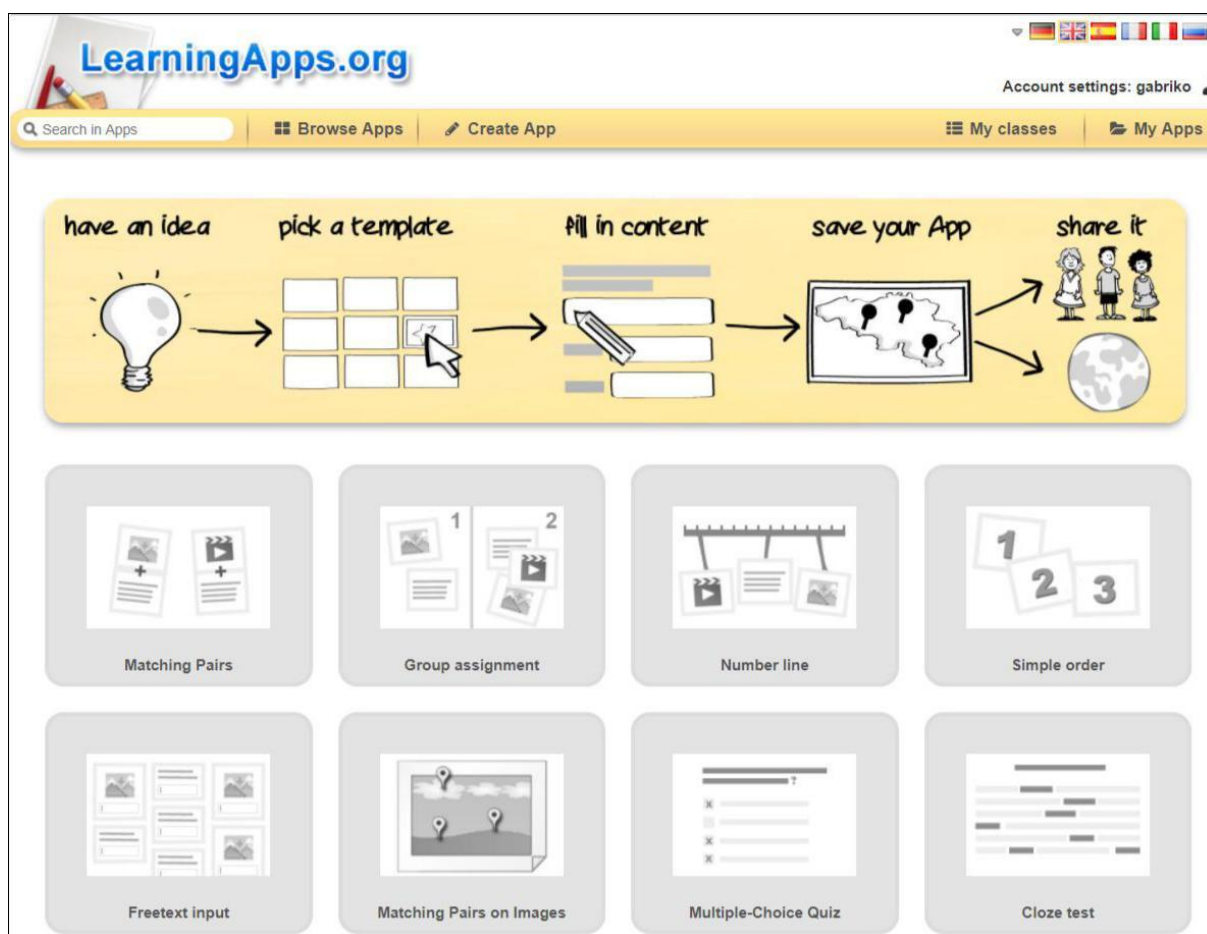 LearningApps.org
Account settings: gabriko
Search in Apps
Browse Apps
Create App
My classes
My Apps
have an idea
pick a template
fill in content
save your App
share it
1
2
1
2
3
Matching Pairs
Group assignment
Number line
Simple order
?
x
x
x
Freetext input
Matching Pairs on Images
Multiple-Choice Quiz
Cloze test